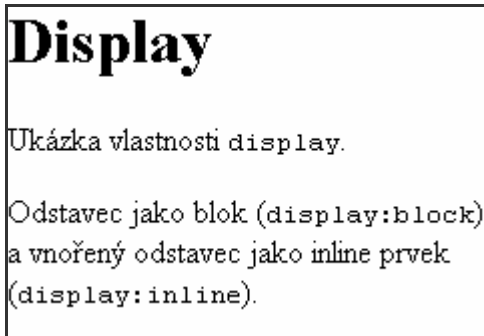 Display
Ukázka vlastnosti display.
Odstavec jako blok (display:block)
a vnořený odstavec jako inline prvek
(display:inline).